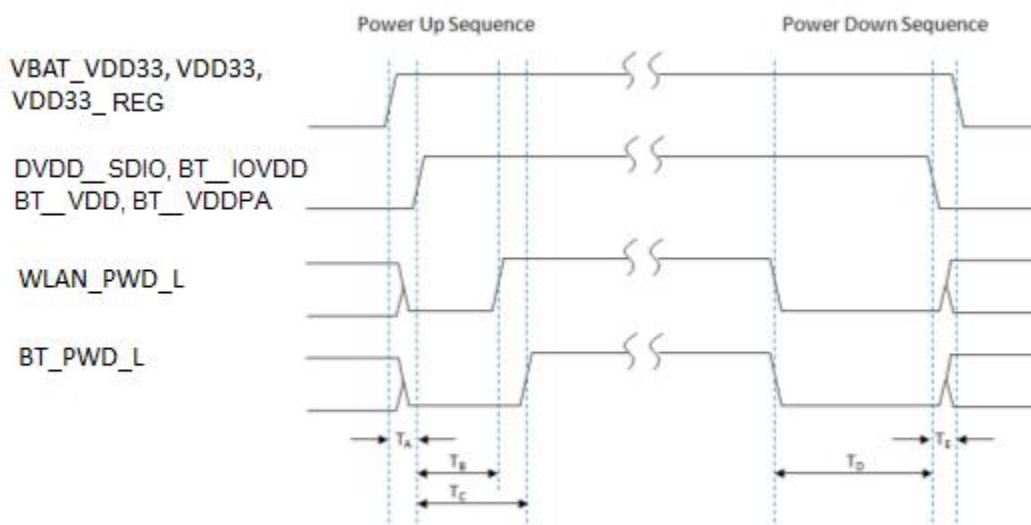 Power Up Sequence
Power Down Sequence
VBAT_VDD33, VDD33,
VDD33_ REG
DVDD__SDIO, BT__IOVDD
BT__VDD, BT__VDDPA
WLAN_PWD_L
BT_PWD_L
TA
TE
TB
TD
TC